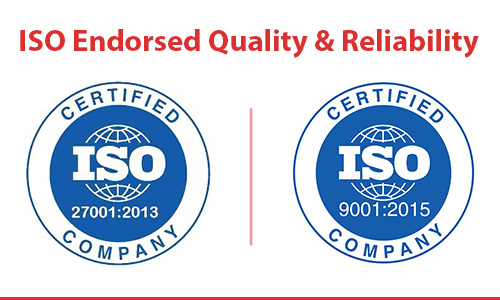 ISO Endorsed Quality & Reliability
CERTIFIED
ISO
27001:2013
COMPANY
CERTIFIED
ISO
9001:2015
COMPANY